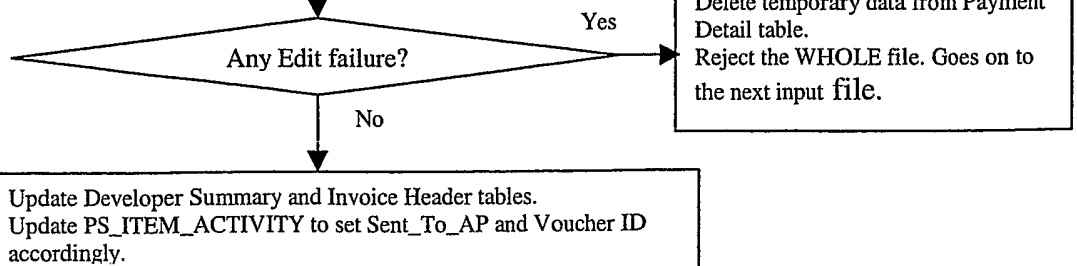 Delete temporary data from Payment
Detail table.
Reject the WHOLE file. Goes on to
the next input file.
Yes
Any Edit failure?
No
Update Developer Summary and Invoice Header tables.
Update PS_ITEM_ACTIVITY to set Sent_To_AP and Voucher ID
accordingly.